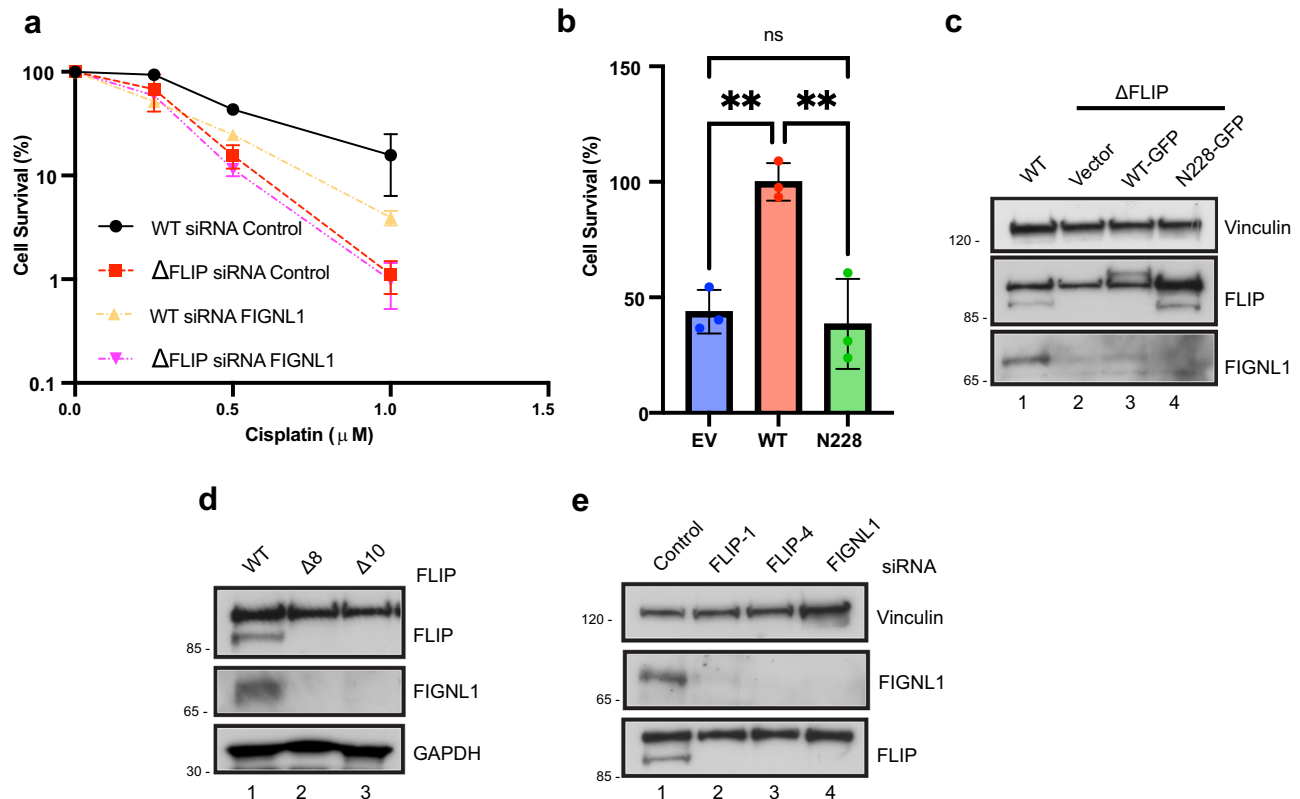 a
Cell Survival (%)
100
10
1
0.1
0.0
0.5
1.0
1.5
Cisplatin (μ M)
WT siRNA Control
ΔFLIP siRNA Control
WT siRNA FIGNL1
ΔFLIP siRNA FIGNL1
b
Cell Survival (%)
150
100
50
0
ns
** **
EV WT N228
c
ΔFLIP
WT Vector WT-GFP N228-GFP
120 - Vinculin
FLIP
85 -
FIGNL1
65 -
1 2 3 4
d
WT Δ8 Δ10 FLIP
FLIP
85 -
FIGNL1
65 -
GAPDH
30 -
1 2 3
e
Control FLIP-1 FLIP-4 FIGNL1
siRNA
120 - Vinculin
FIGNL1
65 -
FLIP
85 -
1 2 3 4